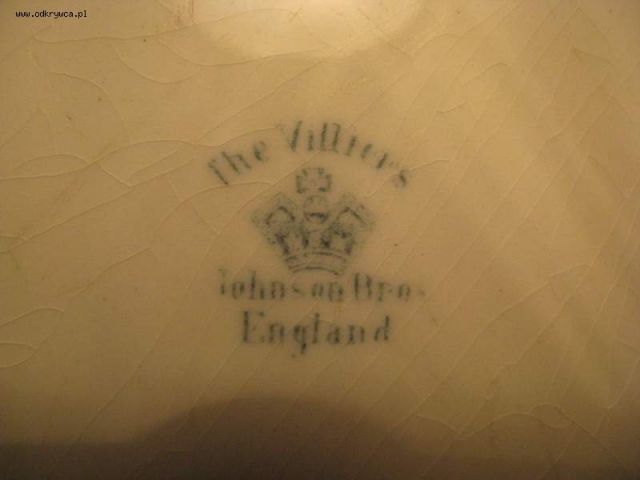 www.odkrywca.pl
The Villiers
Johnson Bros
England